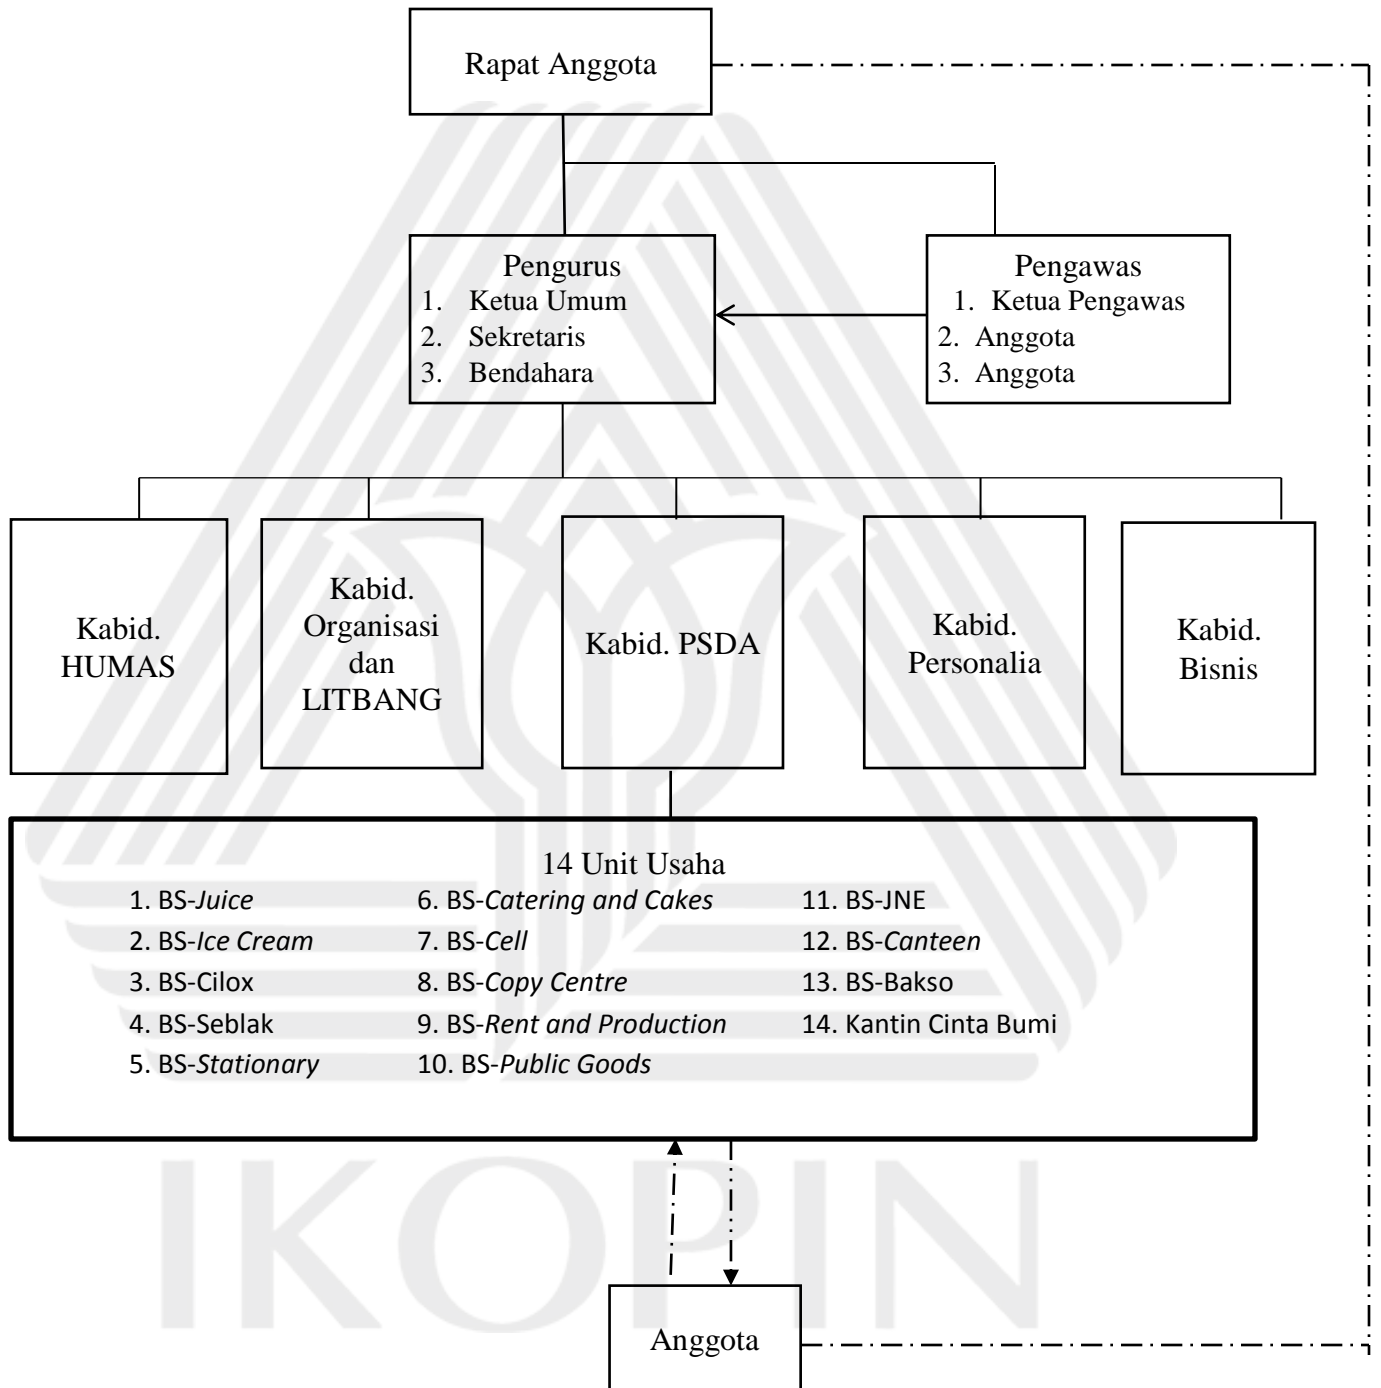 Rapat Anggota
Pengurus
1. Ketua Umum
2. Sekretaris
3. Bendahara
Pengawas
1. Ketua Pengawas
2. Anggota
3. Anggota
Kabid.
HUMAS
Kabid.
Organisasi
dan
LITBANG
Kabid. PSDA
Kabid.
Personalia
Kabid.
Bisnis
14 Unit Usaha
1. BS-Juice
2. BS-Ice Cream
3. BS-Cilox
4. BS-Seblak
5. BS-Stationary
6. BS-Catering and Cakes
7. BS-Cell
8. BS-Copy Centre
9. BS-Rent and Production
10. BS-Public Goods
11. BS-JNE
12. BS-Canteen
13. BS-Bakso
14. Kantin Cinta Bumi
IKOPIN
Anggota